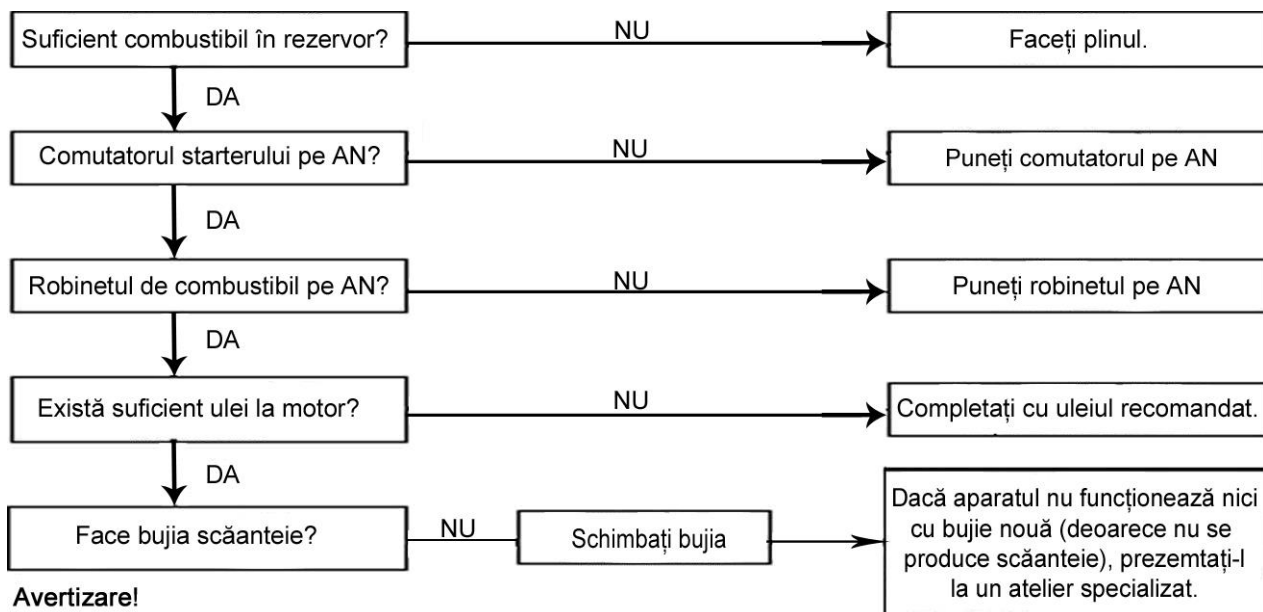 Suficient combustibil în rezervor?
NU
Faceți plinul.
DA
Comutatorul starterului pe AN?
NU
Puneți comutatorul pe AN
DA
Robinetul de combustibil pe AN?
NU
Puneți robinetul pe AN
DA
Există suficient ulei la motor?
NU
Completați cu uleiul recomandat.
DA
Face bujia scăanteie?
NU
Schimbați bujia
Dacă aparatul nu funcționează nici
cu bujie nouă (deoarece nu se
produce scăanteie), prezemtați-l
la un atelier specializat.
Avertizare!